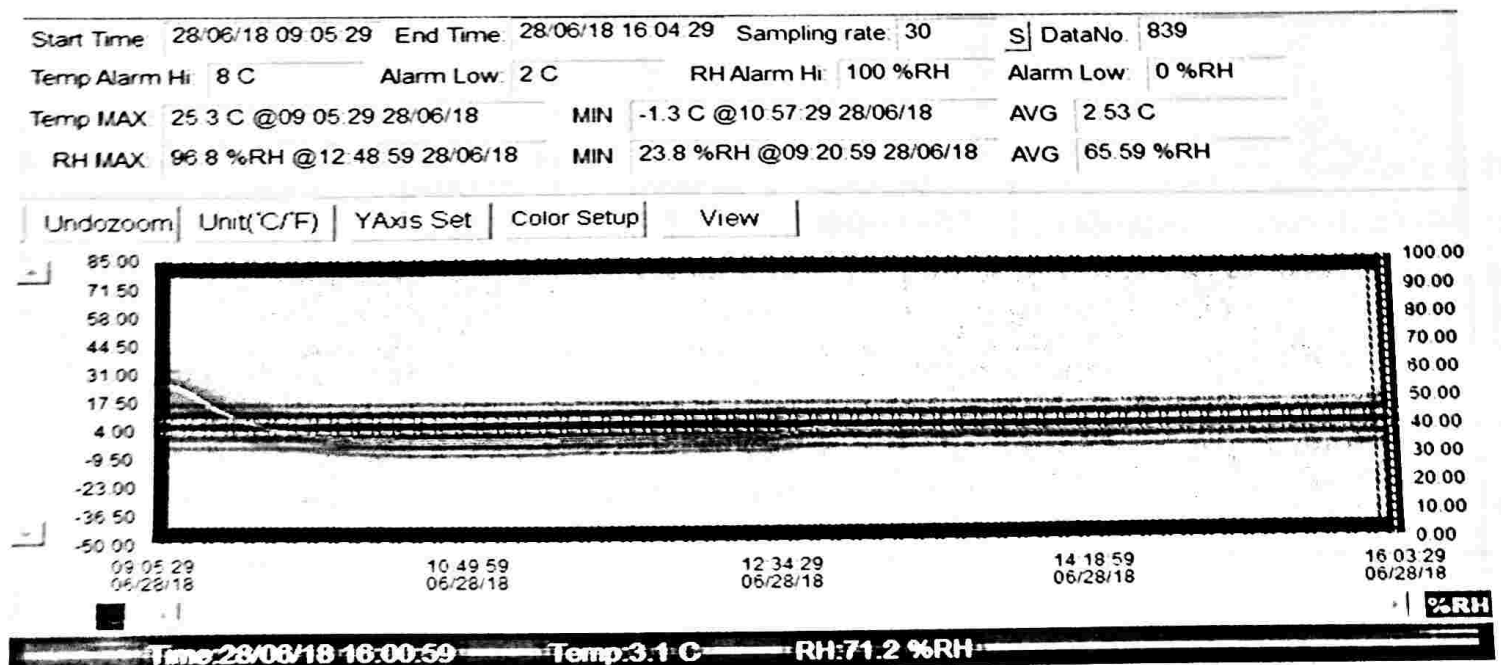 Start Time: 28/06/18 09:05:29 End Time: 28/06/18 16:04:29 Sampling rate: 30 S DataNo. 839
Temp Alarm Hi: 8 C Alarm Low: 2 C RH Alarm Hi: 100 %RH Alarm Low: 0 %RH
Temp MAX: 25.3 C @09:05:29 28/06/18 MIN -1.3 C @10:57:29 28/06/18 AVG 2.53 C
RH MAX: 96.8 %RH @12:48:59 28/06/18 MIN 23.8 %RH @09:20:59 28/06/18 AVG 65.59 %RH
Undozoom Unit(℃/℉) YAxis Set Color Setup View
85.00 100.00
71.50 90.00
58.00 80.00
44.50 70.00
31.00 60.00
17.50 50.00
4.00 40.00
-9.50 30.00
-23.00 20.00
-36.50 10.00
-50.00 0.00
09:05:29 10:49:59 12:34:29 14:18:59 16:03:29
06/28/18 06/28/18 06/28/18 06/28/18 06/28/18
%RH
Time:28/06/18 16:00:59 Temp:3.1 C RH:71.2 %RH